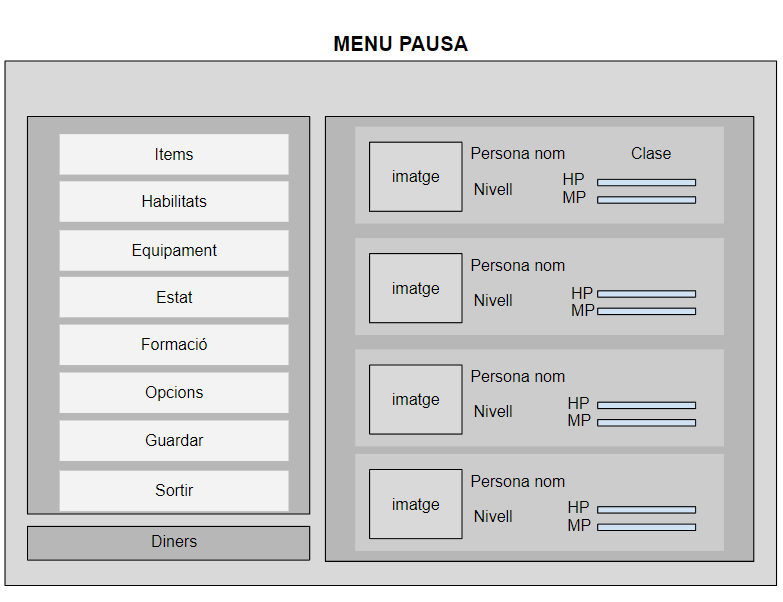 MENU PAUSA
Items
Habilitats
Equipament
Estat
Formació
Opcions
Guardar
Sortir
Diners
imatge
Persona nom
Clase
Nivell
HP
MP
imatge
Persona nom
Nivell
HP
MP
imatge
Persona nom
Nivell
HP
MP
imatge
Persona nom
Nivell
HP
MP